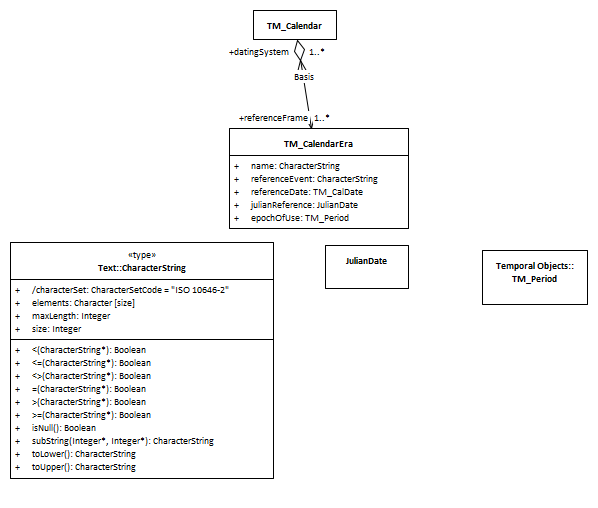 TM_Calendar
+datingSystem 1..*
Basis
+referenceFrame 1..*
TM_CalendarEra
+ name: CharacterString
+ referenceEvent: CharacterString
+ referenceDate: TM_CalDate
+ julianReference: JulianDate
+ epochOfUse: TM_Period
«type»
Text::CharacterString
+ /characterSet: CharacterSetCode = "ISO 10646-2"
+ elements: Character [size]
+ maxLength: Integer
+ size: Integer
+ <(CharacterString*): Boolean
+ <=(CharacterString*): Boolean
+ <>(CharacterString*): Boolean
+ =(CharacterString*): Boolean
+ >(CharacterString*): Boolean
+ >=(CharacterString*): Boolean
+ isNull(): Boolean
+ subString(Integer*, Integer*): CharacterString
+ toLower(): CharacterString
+ toUpper(): CharacterString
JulianDate
Temporal Objects::
TM_Period